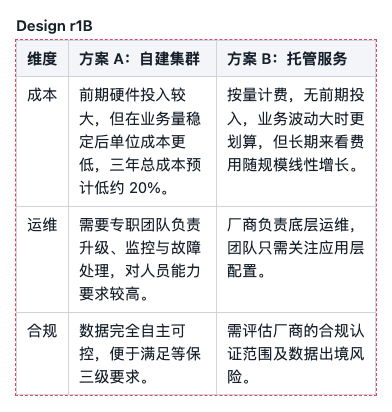 Design r1B
维度
方案 A：自建集群
方案 B：托管服务
成本
前期硬件投入较
大，但在业务量稳
定后单位成本更
低，三年总成本预
计低约 20%。
按量计费，无前期投
入，业务波动大时更
划算，但长期来看费
用随规模线性增长。
运维
需要专职团队负责
升级、监控与故障
处理，对人员能力
要求较高。
厂商负责底层运维，
团队只需关注应用层
配置。
合规
数据完全自主可
控，便于满足等保
三级要求。
需评估厂商的合规认
证范围及数据出境风
险。